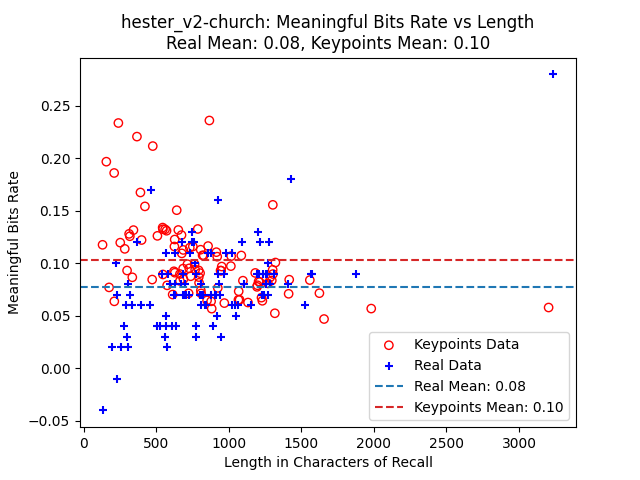 hester_v2-church: Meaningful Bits Rate vs Length
Real Mean: 0.08, Keypoints Mean: 0.10
Meaningful Bits Rate
0.25
0.20
0.15
0.10
0.05
0.00
−0.05
Keypoints Data
Real Data
Real Mean: 0.08
Keypoints Mean: 0.10
0 500 1000 1500 2000 2500 3000
Length in Characters of Recall